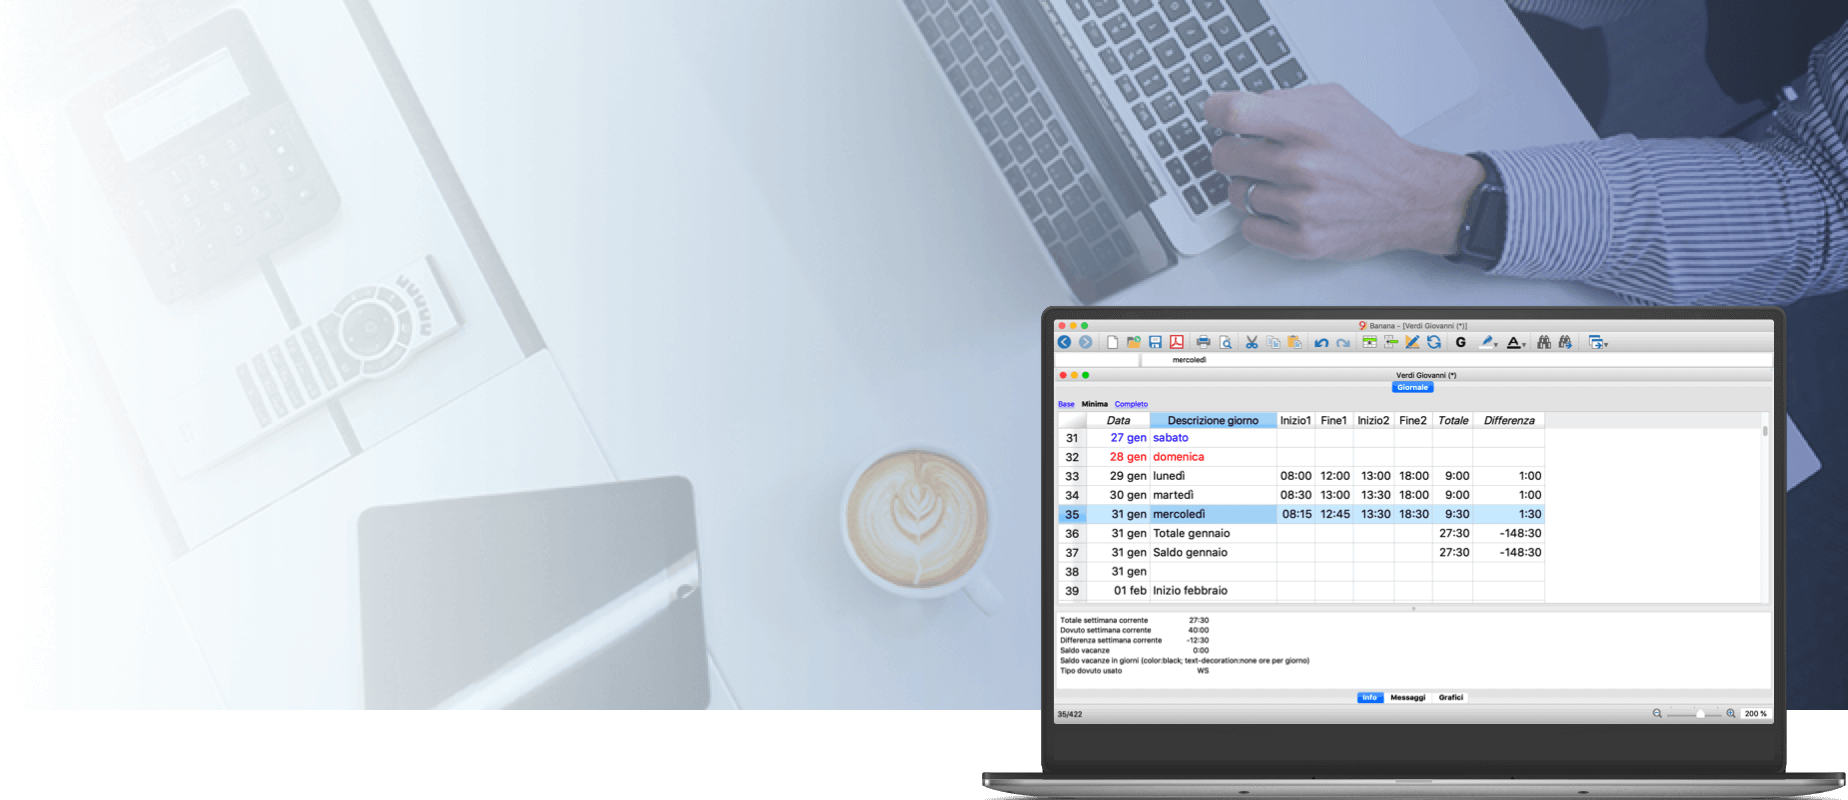 Banana - [Verdi Giovanni (*)]
G A
mercoledì
Verdi Giovanni (*)
Giornale
Base Minima Completo
Data Descrizione giorno Inizio1 Fine1 Inizio2 Fine2 Totale Differenza
31 27 gen sabato
32 28 gen domenica
33 29 gen lunedì 08:00 12:00 13:00 18:00 9:00 1:00
34 30 gen martedì 08:30 13:00 13:30 18:00 9:00 1:00
35 31 gen mercoledì 08:15 12:45 13:30 18:30 9:30 1:30
36 31 gen Totale gennaio 27:30 -148:30
37 31 gen Saldo gennaio 27:30 -148:30
38 31 gen
39 01 feb Inizio febbraio
Totale settimana corrente 27:30
Dovuto settimana corrente 40:00
Differenza settimana corrente -12:30
Saldo vacanze 0:00
Saldo vacanze in giorni (color:black; text-decoration:none ore per giorno)
Tipo dovuto usato WS
Info Messaggi Grafici
35/422 200 %